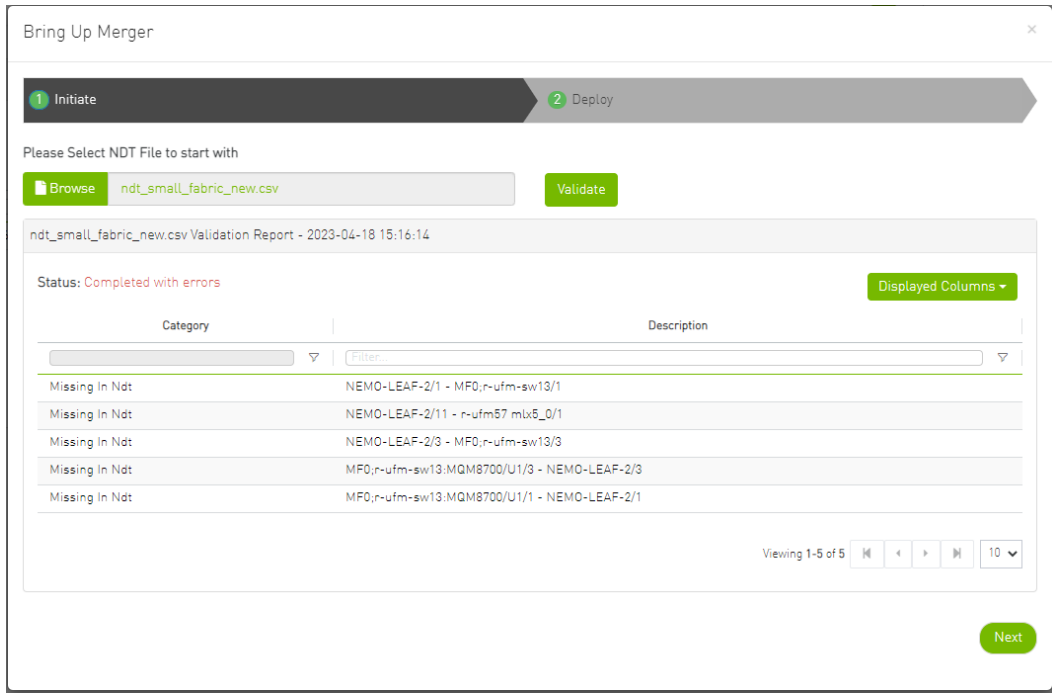 Bring Up Merger
×
1 Initiate
2 Deploy
Please Select NDT File to start with
Browse ndt_small_fabric_new.csv Validate
ndt_small_fabric_new.csv Validation Report - 2023-04-18 15:16:14
Status: Completed with errors
Displayed Columns
Category Description
Filter...
Missing In Ndt NEMO-LEAF-2/1 - MF0;r-ufm-sw13/1
Missing In Ndt NEMO-LEAF-2/11 - r-ufm57 mlx5_0/1
Missing In Ndt NEMO-LEAF-2/3 - MF0;r-ufm-sw13/3
Missing In Ndt MF0;r-ufm-sw13:MQM8700/U1/3 - NEMO-LEAF-2/3
Missing In Ndt MF0;r-ufm-sw13:MQM8700/U1/1 - NEMO-LEAF-2/1
Viewing 1-5 of 5 10
Next